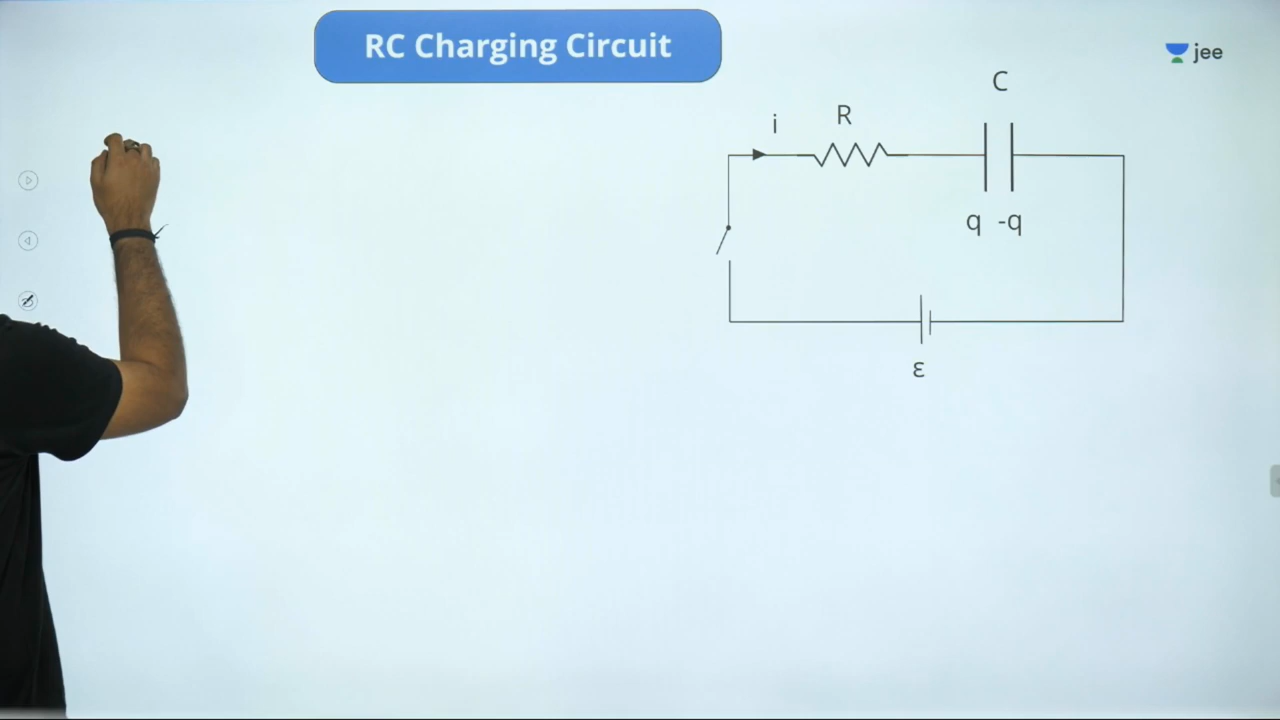 RC Charging Circuit
jee
C
R
i
q -q
ε